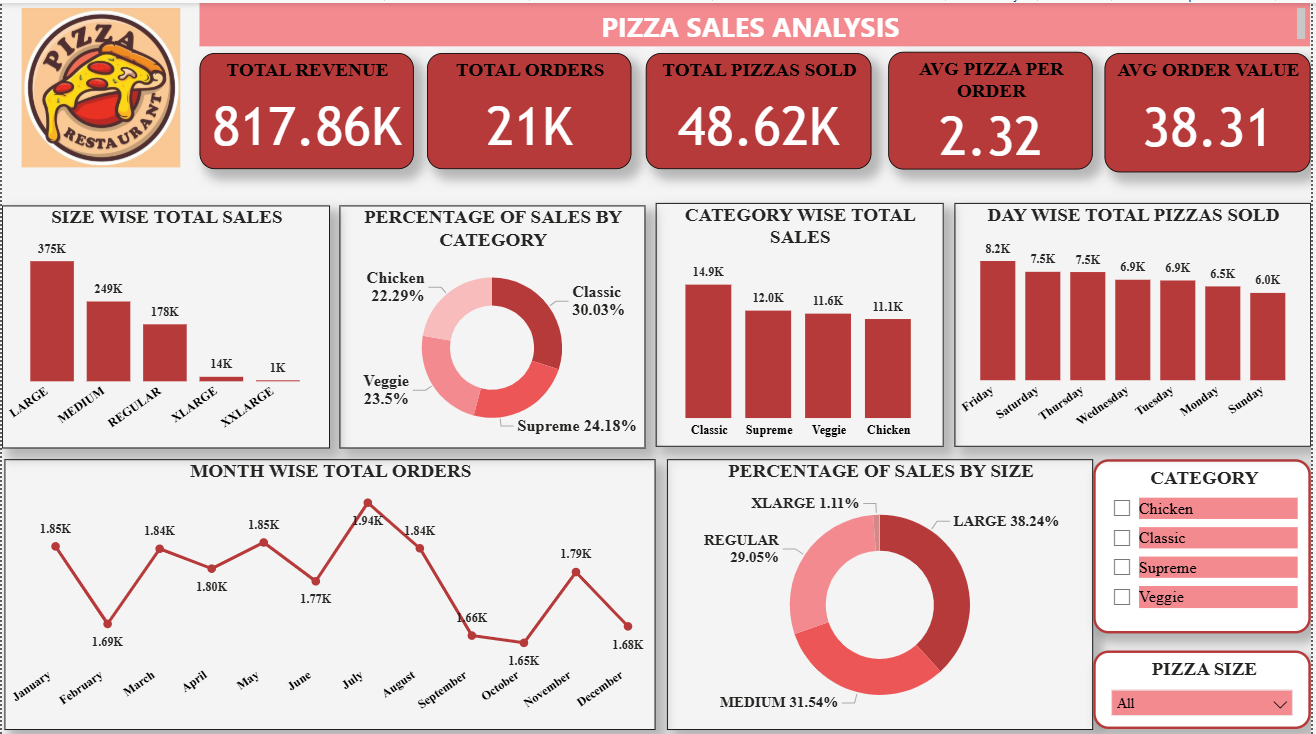 PIZZA
RESTAURANT
PIZZA SALES ANALYSIS
TOTAL REVENUE
817.86K
TOTAL ORDERS
21K
TOTAL PIZZAS SOLD
48.62K
AVG PIZZA PER
ORDER
2.32
AVG ORDER VALUE
38.31
SIZE WISE TOTAL SALES
375K
249K
178K
14K
1K
LARGE
MEDIUM
REGULAR
XLARGE
XXLARGE
PERCENTAGE OF SALES BY
CATEGORY
Chicken
22.29%
Classic
30.03%
Veggie
23.5%
Supreme 24.18%
CATEGORY WISE TOTAL
SALES
14.9K
12.0K
11.6K
11.1K
Classic
Supreme
Veggie
Chicken
DAY WISE TOTAL PIZZAS SOLD
8.2K
7.5K
7.5K
6.9K
6.9K
6.5K
6.0K
Friday
Saturday
Thursday
Wednesday
Tuesday
Monday
Sunday
MONTH WISE TOTAL ORDERS
1.85K
1.69K
1.84K
1.80K
1.85K
1.77K
1.94K
1.84K
1.66K
1.65K
1.79K
1.68K
January
February
March
April
May
June
July
August
September
October
November
December
PERCENTAGE OF SALES BY SIZE
XLARGE 1.11%
LARGE 38.24%
REGULAR
29.05%
MEDIUM 31.54%
CATEGORY
Chicken
Classic
Supreme
Veggie
PIZZA SIZE
All